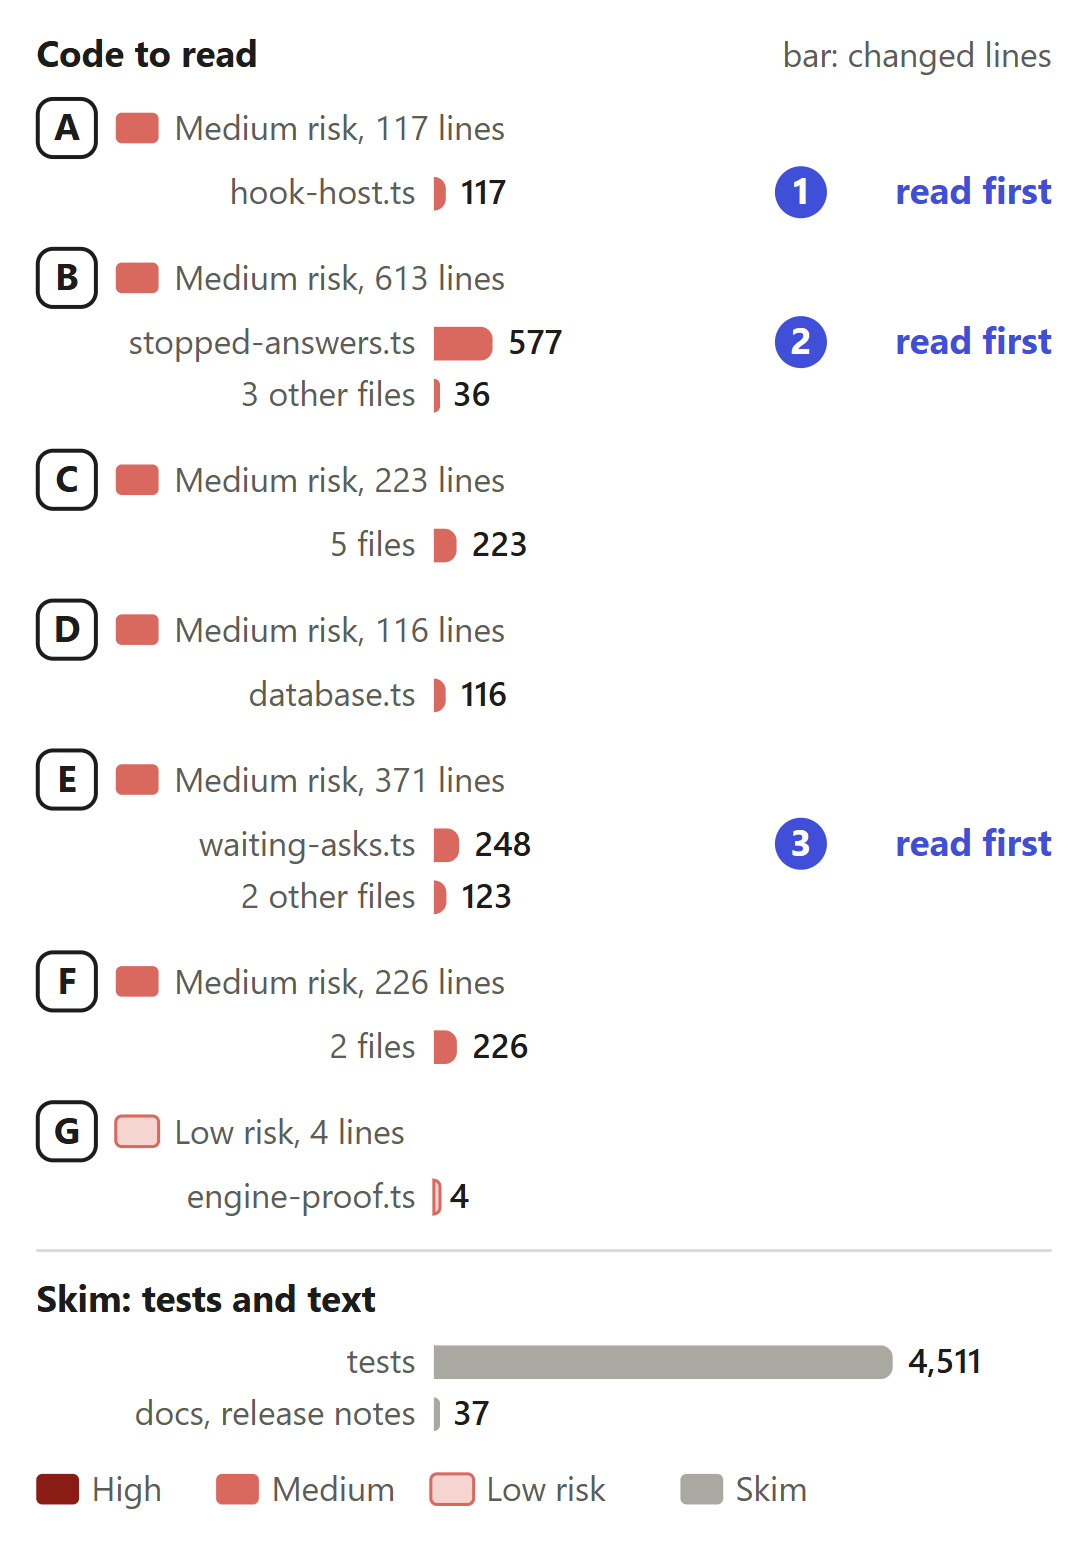 Code to read bar: changed lines
A Medium risk, 117 lines
hook-host.ts 117 1 read first
B Medium risk, 613 lines
stopped-answers.ts 577 2 read first
3 other files 36
C Medium risk, 223 lines
5 files 223
D Medium risk, 116 lines
database.ts 116
E Medium risk, 371 lines
waiting-asks.ts 248 3 read first
2 other files 123
F Medium risk, 226 lines
2 files 226
G Low risk, 4 lines
engine-proof.ts 4
Skim: tests and text
tests 4,511
docs, release notes 37
High Medium Low risk Skim